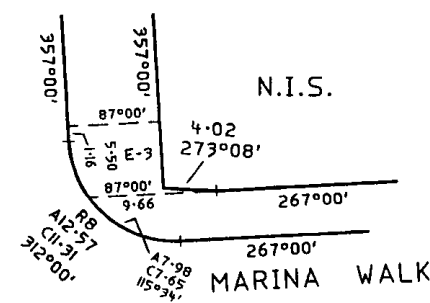 357°00'
357°00'
N.I.S.
87°00'
4·02
273°08'
1·16
5·50
E-3
87°00'
9·66
267°00'
R8
A12·57
C11·31
312°00'
A7·98
C7·65
115°34'
267°00'
MARINA WALK